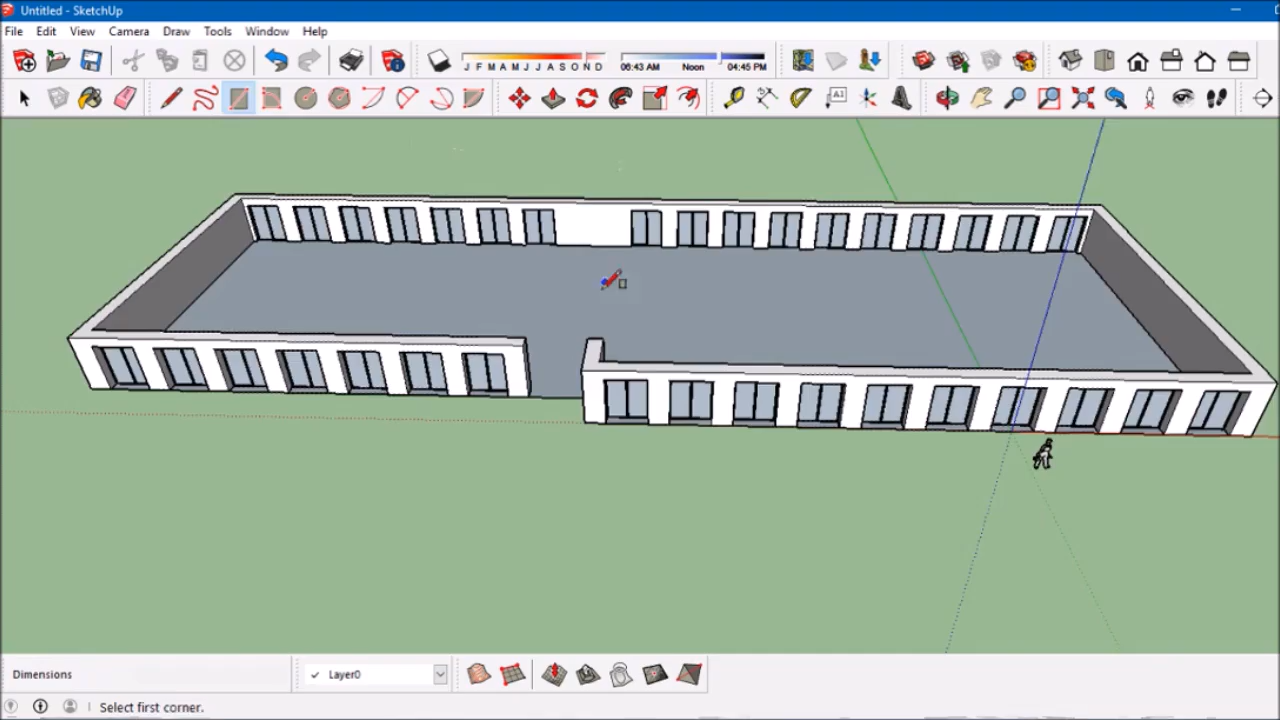 Untitled - SketchUp
File Edit View Camera Draw Tools Window Help
J F M A M J J A S O N D 06:43 AM Noon 04:45 PM
A1
Dimensions Layer0
Select first corner.